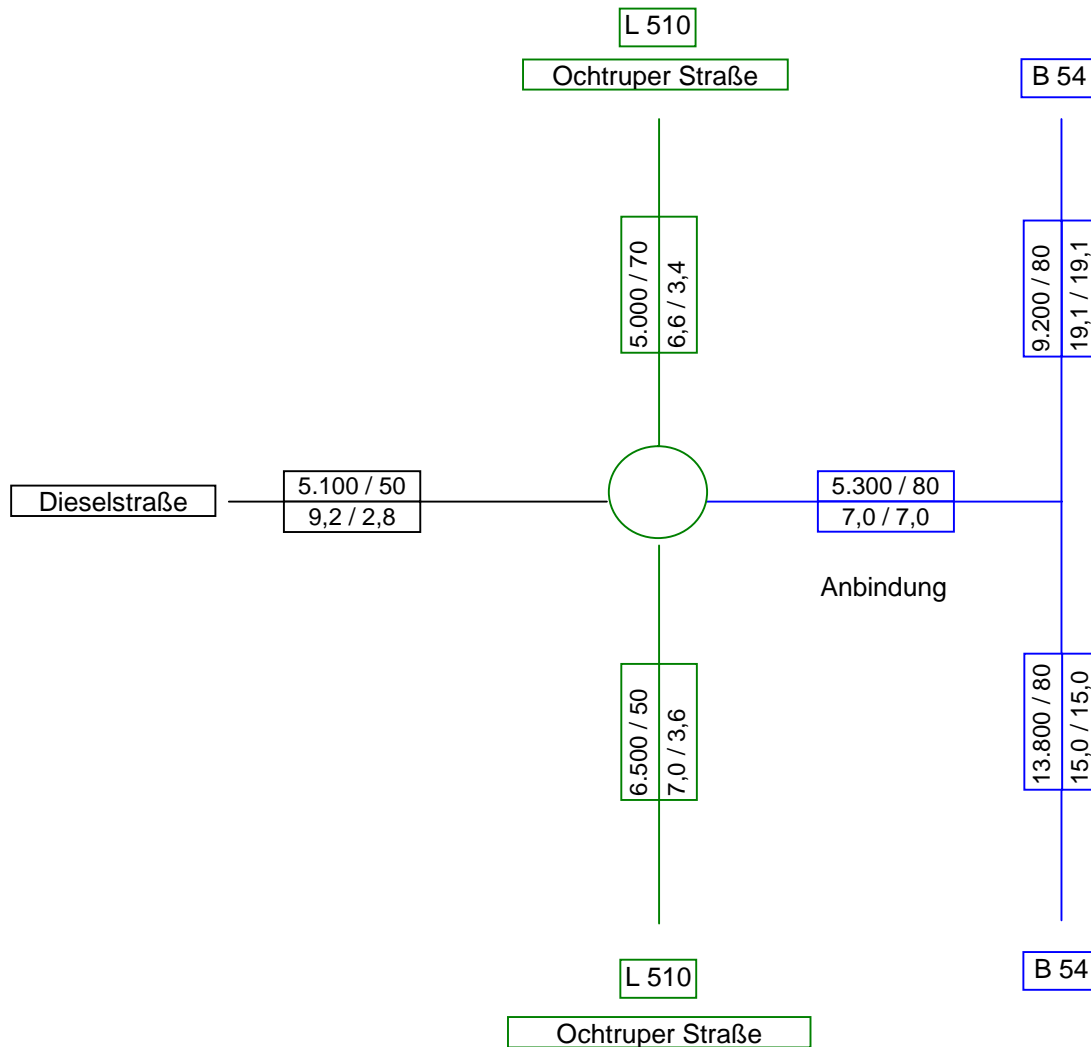 L 510
Ochtruper Straße
B 54
5.000 / 70
6,6 / 3,4
9.200 / 80
19,1 / 19,1
Dieselstraße
5.100 / 50
9,2 / 2,8
5.300 / 80
7,0 / 7,0
Anbindung
6.500 / 50
7,0 / 3,6
13.800 / 80
15,0 / 15,0
L 510
B 54
Ochtruper Straße